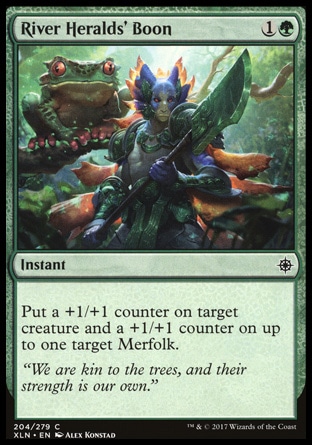 River Heralds' Boon 1
Instant
Put a +1/+1 counter on target
creature and a +1/+1 counter on up
to one target Merfolk.
“We are kin to the trees, and their
strength is our own.”
204/279 C
XLN • EN Alex Konstad
™ & © 2017 Wizards of the Coast